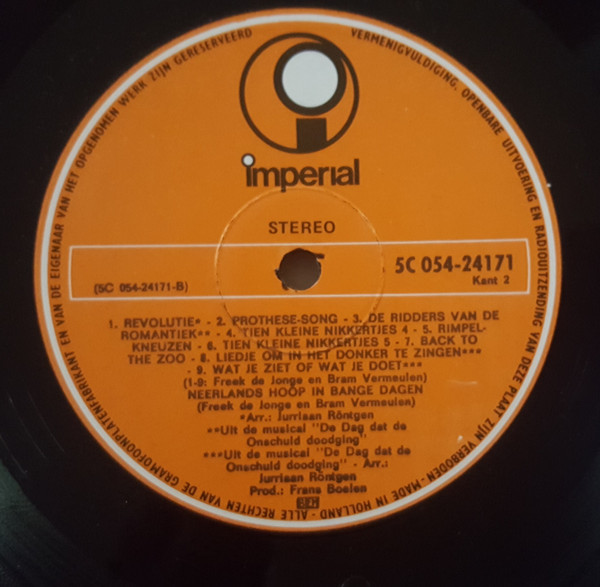 VERMENIGVULDIGING, OPENBARE UITVOERING EN RADIOUITZENDING VAN DEZE PLAAT ZIJN VERBODEN - MADE IN HOLLAND - ALLE RECHTEN VAN DE GRAMOFOONPLATENFABRIKANT EN VAN DE EIGENAAR VAN HET OPGENOMEN WERK ZIJN GERESERVEERD
imperial
STEREO
5C 054-24171
(5C 054-24171-B)
Kant 2
1. REVOLUTIE* - 2. PROTHESE-SONG - 3. DE RIDDERS VAN DE
ROMANTIEK** - 4. TIEN KLEINE NIKKERTJES 4 - 5. RIMPEL-
KNEUZEN - 6. TIEN KLEINE NIKKERTJES 5 - 7. BACK TO
THE ZOO - 8. LIEDJE OM IN HET DONKER TE ZINGEN***
- 9. WAT JE ZIET OF WAT JE DOET***
(1-9: Freek de Jonge en Bram Vermeulen)
NEERLANDS HOOP IN BANGE DAGEN
(Freek de Jonge en Bram Vermeulen)
*Arr.: Jurriaan Röntgen
**Uit de musical "De Dag dat de
Onschuld doodging"
***Uit de musical "De Dag dat de
Onschuld doodging" - Arr.:
Jurriaan Röntgen
Prod.: Frans Boelen